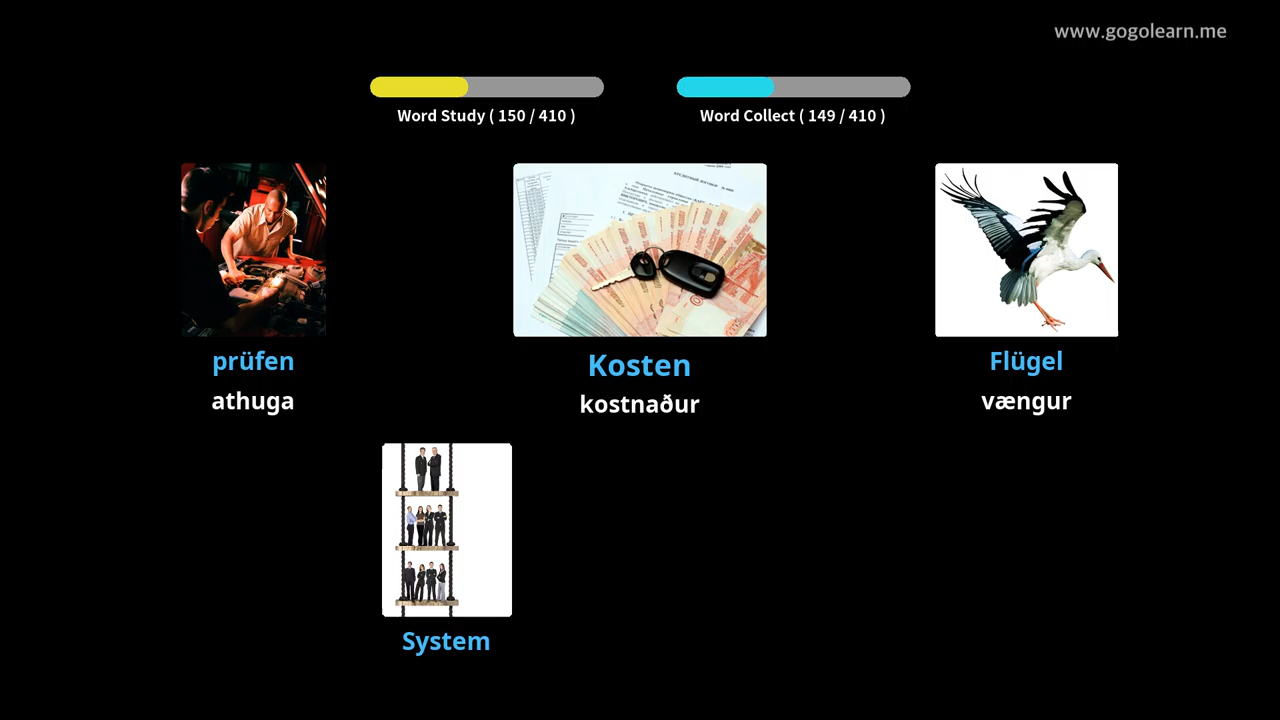 www.gogolearn.me
Word Study ( 150 / 410 )
Word Collect ( 149 / 410 )
prüfen
athuga
Kosten
kostnaður
Flügel
vængur
System